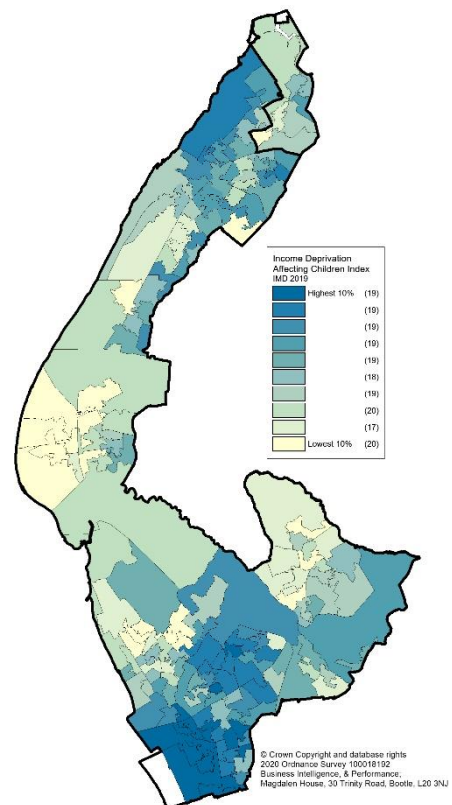 Income Deprivation
Affecting Children Index
IMD 2019
Highest 10% (19)
(19)
(19)
(19)
(19)
(18)
(19)
(20)
(17)
Lowest 10% (20)
© Crown Copyright and database rights
2020 Ordnance Survey 100018192
Business Intelligence, & Performance,
Magdalen House, 30 Trinity Road, Bootle, L20 3NJ